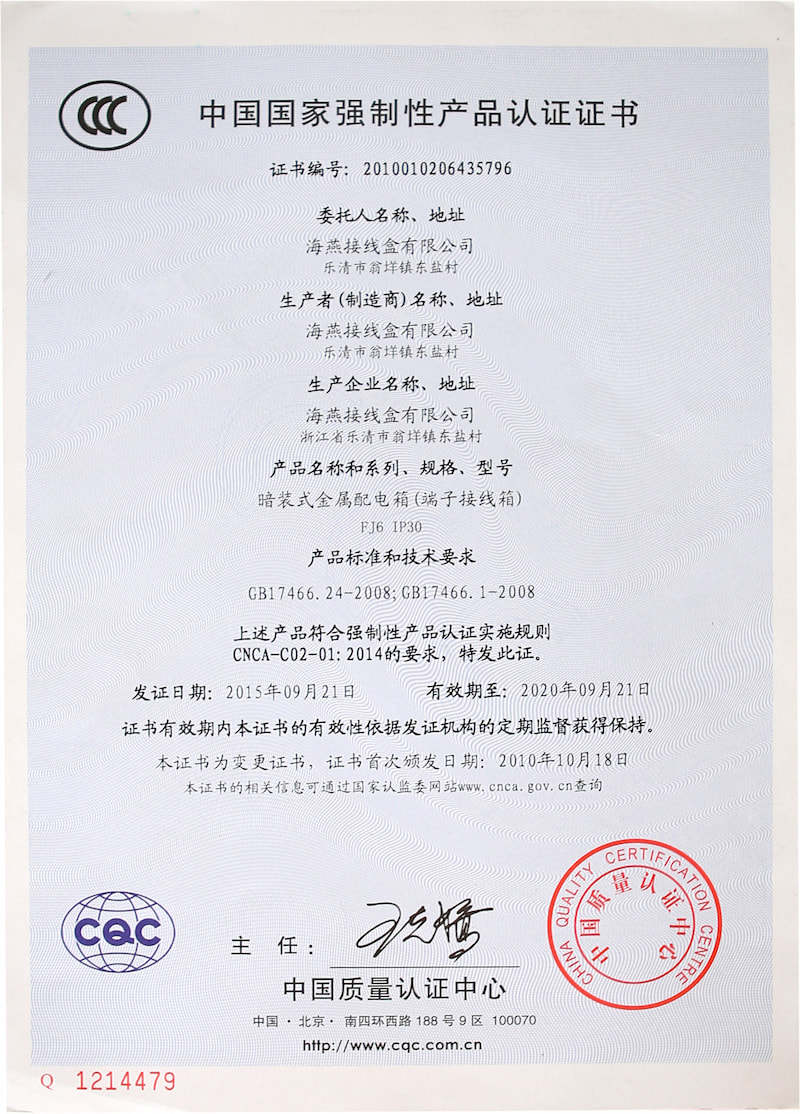 CCC
中国国家强制性产品认证证书
证书编号: 2010010206435796
委托人名称、地址
海燕接线盒有限公司
乐清市翁垟镇东盐村
生产者(制造商)名称、地址
海燕接线盒有限公司
乐清市翁垟镇东盐村
生产企业名称、地址
海燕接线盒有限公司
浙江省乐清市翁垟镇东盐村
产品名称和系列、规格、型号
暗装式金属配电箱(端子接线箱)
FJ6 IP30
产品标准和技术要求
GB17466.24-2008;GB17466.1-2008
上述产品符合强制性产品认证实施规则
CNCA-C02-01:2014的要求，特发此证。
发证日期: 2015年09月21日 有效期至: 2020年09月21日
证书有效期内本证书的有效性依据发证机构的定期监督获得保持。
本证书为变更证书，证书首次颁发日期: 2010年10月18日
本证书的相关信息可通过国家认监委网站www.cnca.gov.cn查询
CHINA QUALITY CERTIFICATION CENTRE
中国质量认证中心
CQC
主 任：
中国质量认证中心
中国·北京·南四环西路 188 号 9 区 100070
http://www.cqc.com.cn
Q 1214479